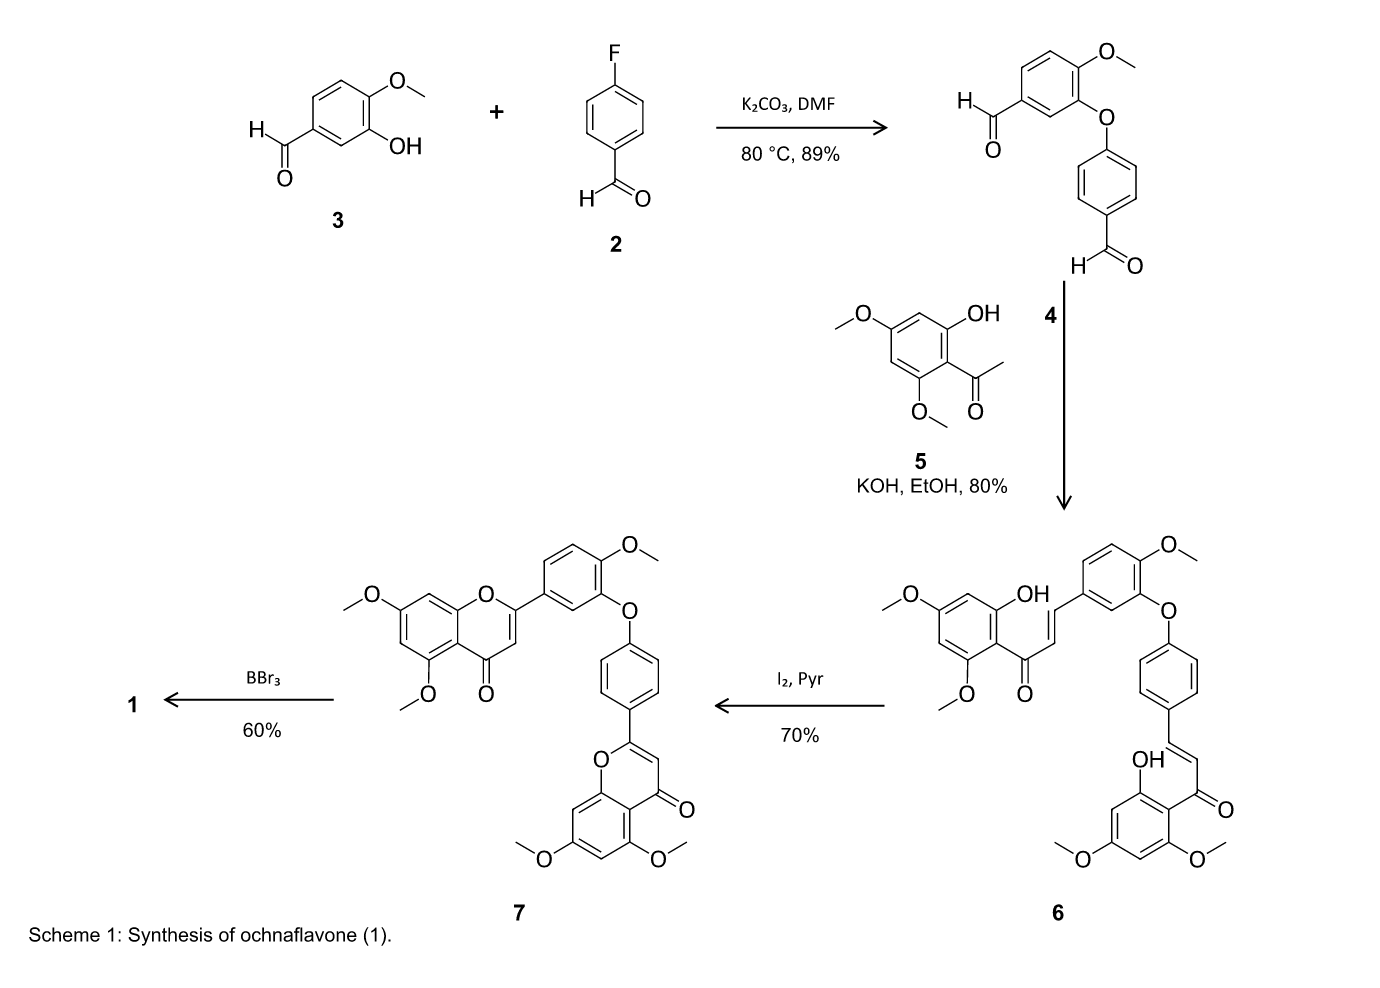 O
H
O
OH
3
+
F
H
O
2
K₂CO₃, DMF
80 °C, 89%
O
H
O
O
H
O
4
O
OH
O
O
5
KOH, EtOH, 80%
O
O
O
O
O
O
O
O
O
O
O
7
I₂, Pyr
70%
O
O
OH
O
O
O
OH
O
O
O
6
1
BBr₃
60%
Scheme 1: Synthesis of ochnaflavone (1).